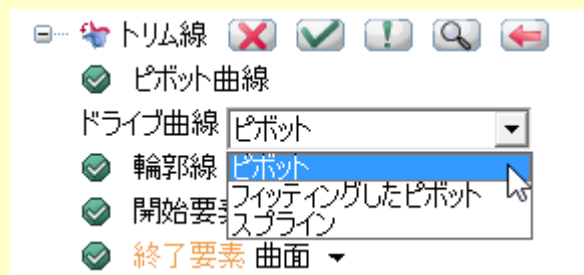 トリム線
ピボット曲線
ドライブ曲線 ピボット
輪郭線 ピボット
フィッティングしたピボット
開始要素 スプライン
終了要素 曲面